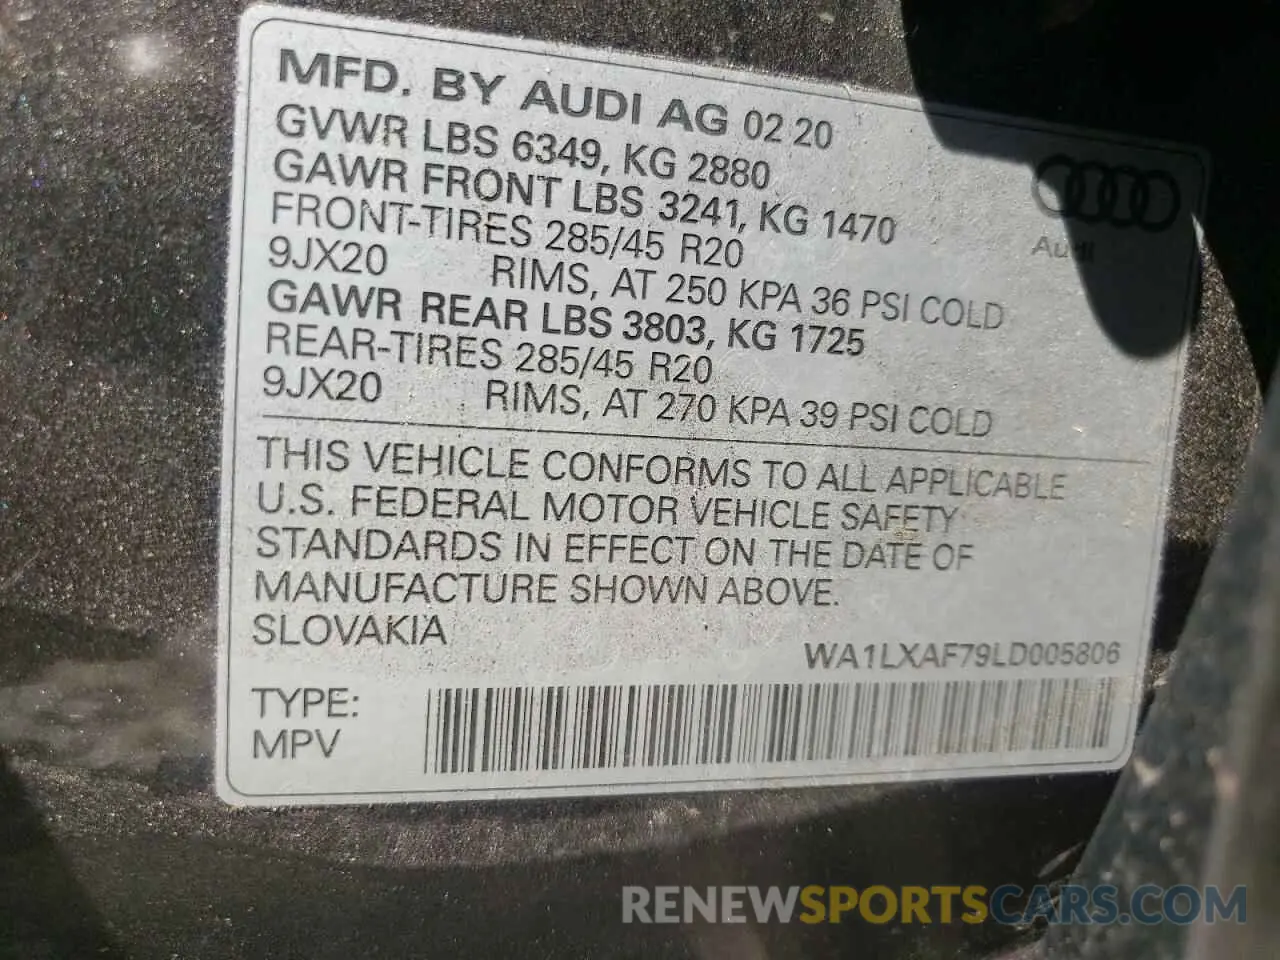 MFD. BY AUDI AG 02 20
GVWR LBS 6349, KG 2880
GAWR FRONT LBS 3241, KG 1470
FRONT-TIRES 285/45 R20
9JX20 RIMS, AT 250 KPA 36 PSI COLD
GAWR REAR LBS 3803, KG 1725
REAR-TIRES 285/45 R20
9JX20 RIMS, AT 270 KPA 39 PSI COLD
Audi
THIS VEHICLE CONFORMS TO ALL APPLICABLE
U.S. FEDERAL MOTOR VEHICLE SAFETY
STANDARDS IN EFFECT ON THE DATE OF
MANUFACTURE SHOWN ABOVE.
SLOVAKIA
WA1LXAF79LD005806
TYPE:
MPV
RENEWSPORTSCARS.COM